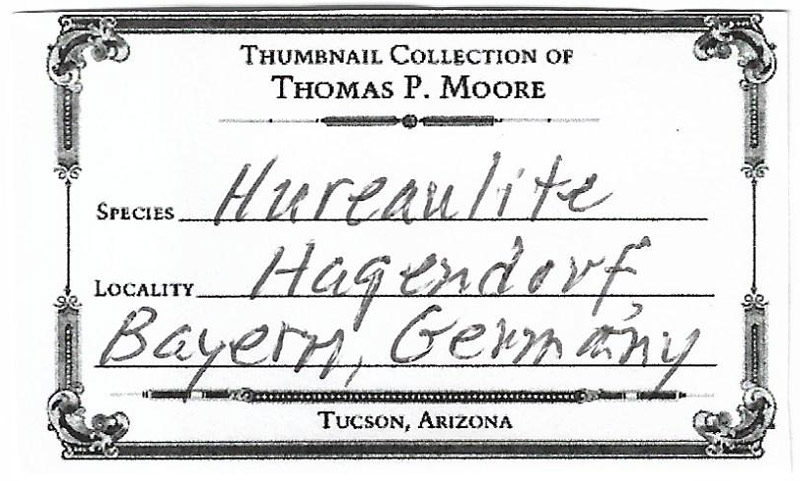 THUMBNAIL COLLECTION OF
THOMAS P. MOORE
SPECIES Hureaulite
LOCALITY Hagendorf,
Bayern, Germany
TUCSON, ARIZONA